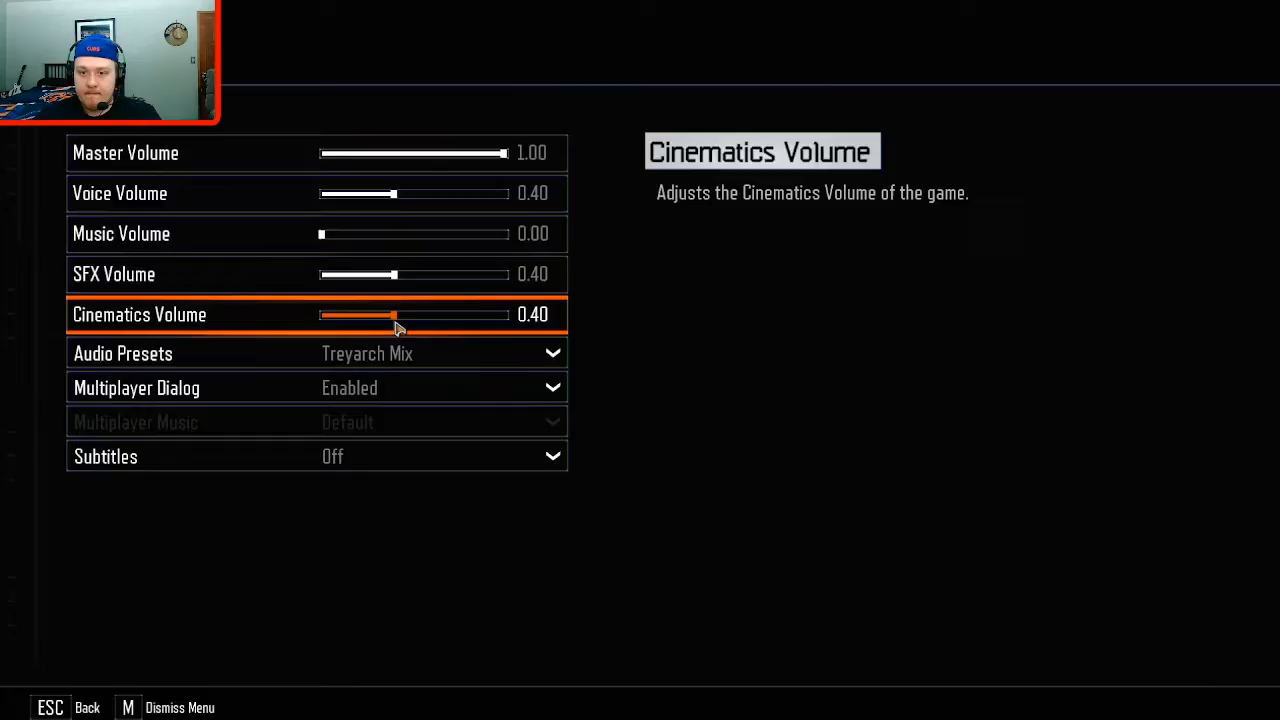 CUBS
Master Volume 1.00
Cinematics Volume
Voice Volume 0.40
Adjusts the Cinematics Volume of the game.
Music Volume 0.00
SFX Volume 0.40
Cinematics Volume 0.40
Audio Presets Treyarch Mix
Multiplayer Dialog Enabled
Multiplayer Music Default
Subtitles Off
ESC Back M Dismiss Menu